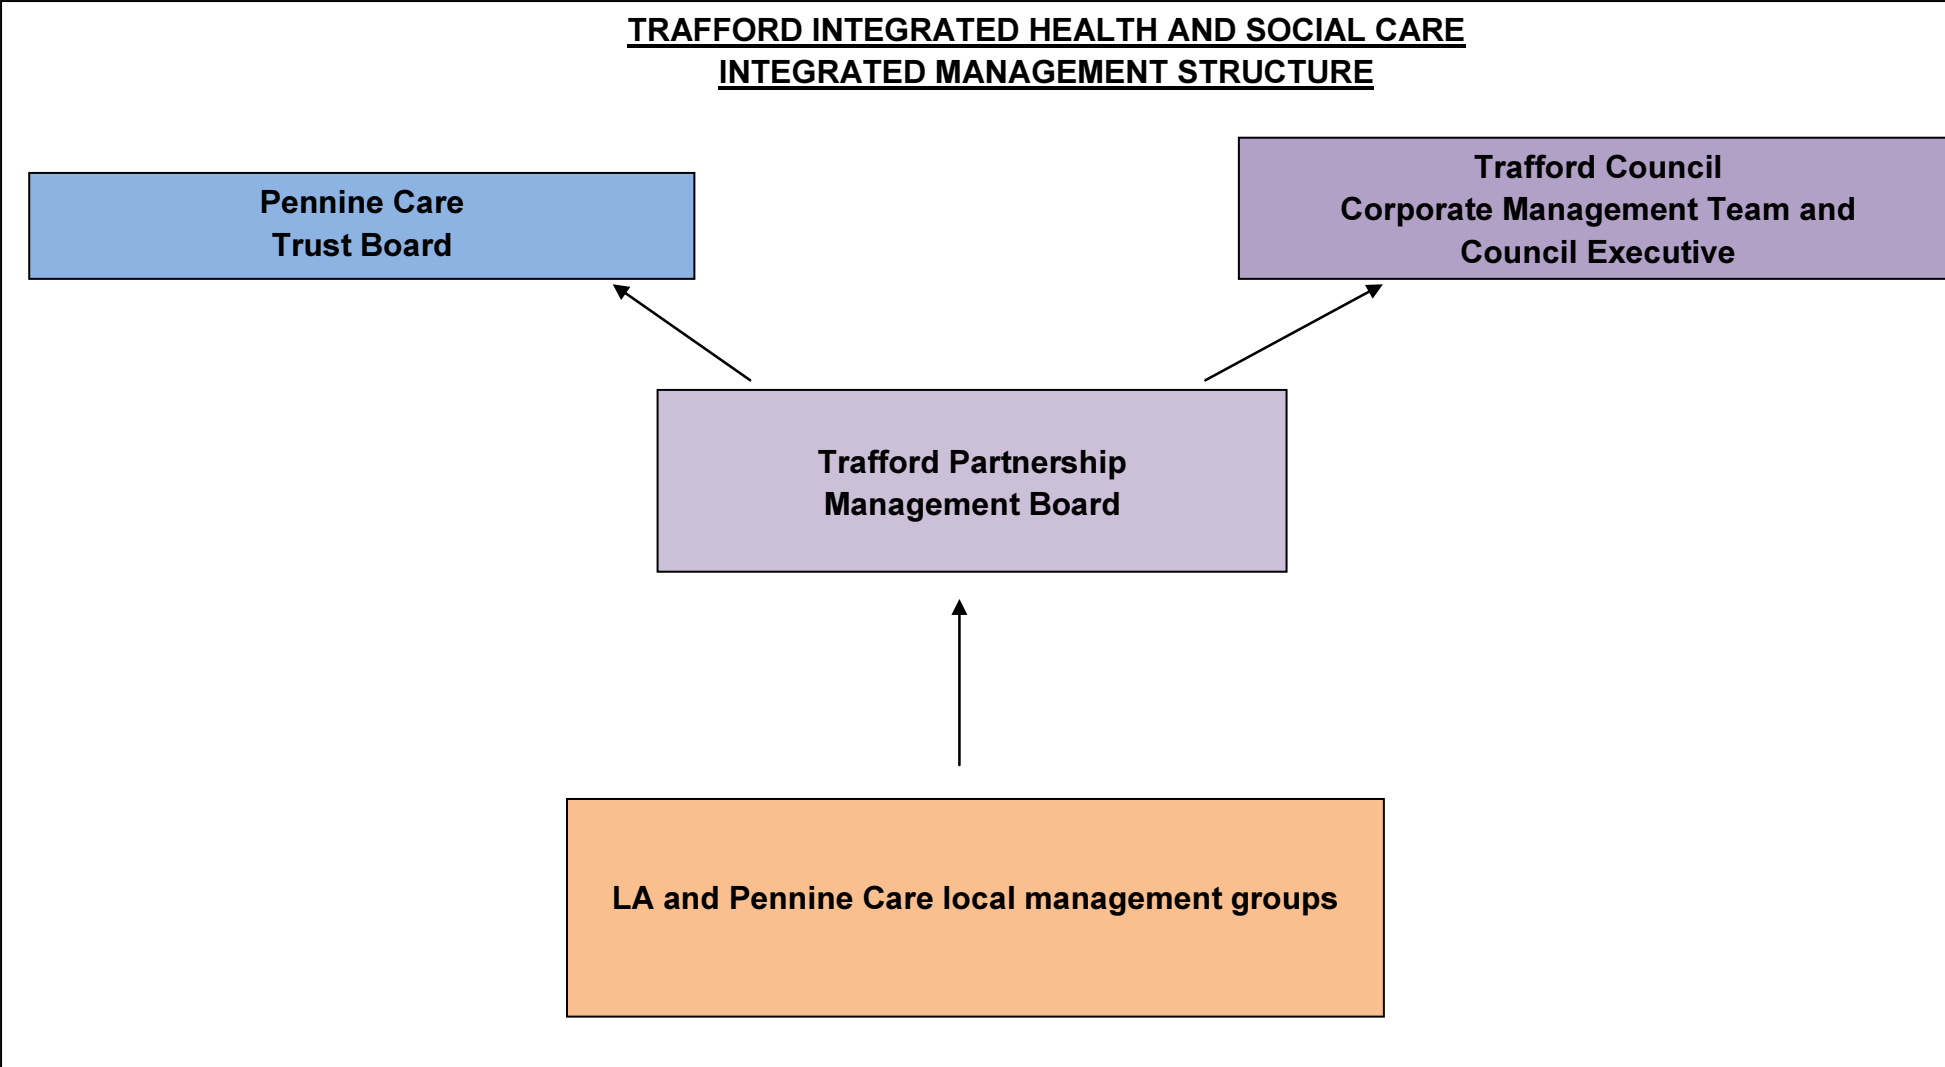 TRAFFORD INTEGRATED HEALTH AND SOCIAL CARE
INTEGRATED MANAGEMENT STRUCTURE
Pennine Care
Trust Board
Trafford Council
Corporate Management Team and
Council Executive
Trafford Partnership
Management Board
LA and Pennine Care local management groups